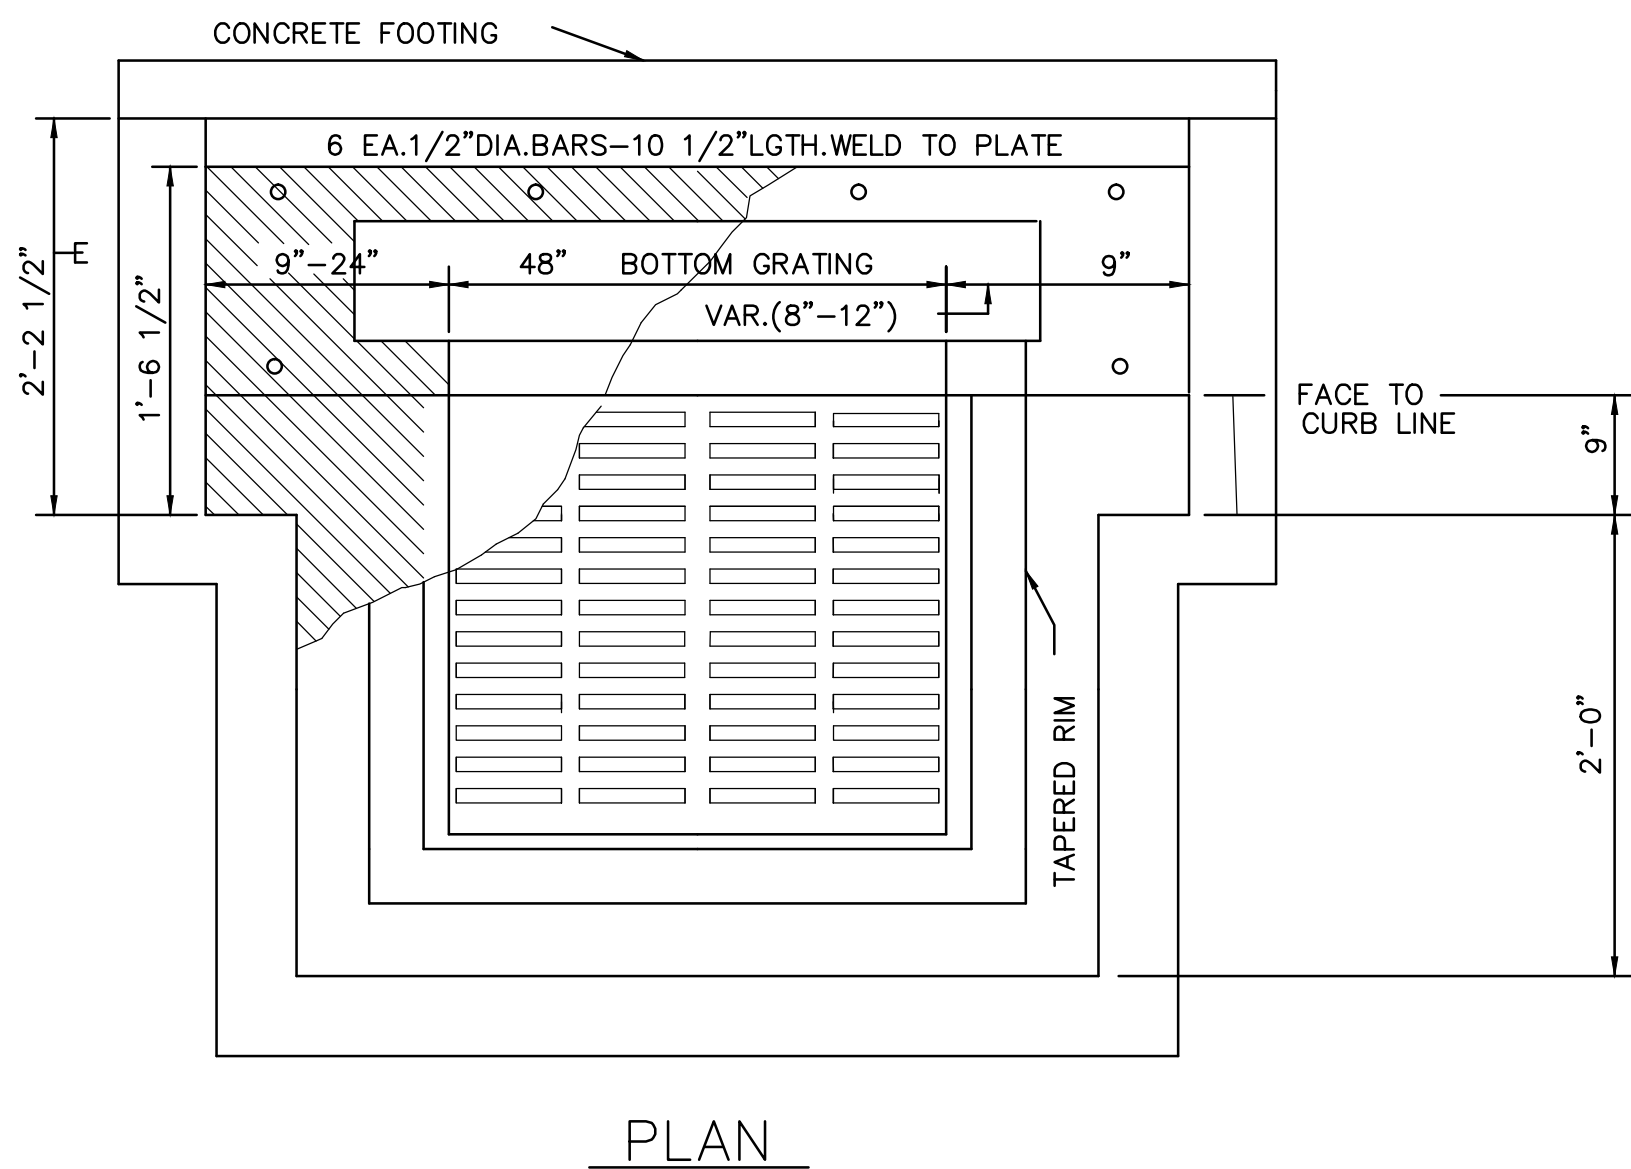 CONCRETE FOOTING
6 EA.1/2"DIA.BARS-10 1/2"LGTH.WELD TO PLATE
2'-2 1/2"
E
1'-6 1/2"
9"-24"
48"
BOTTOM GRATING
9"
VAR.(8"-12")
FACE TO
CURB LINE
9"
2'-0"
TAPERED RIM
PLAN